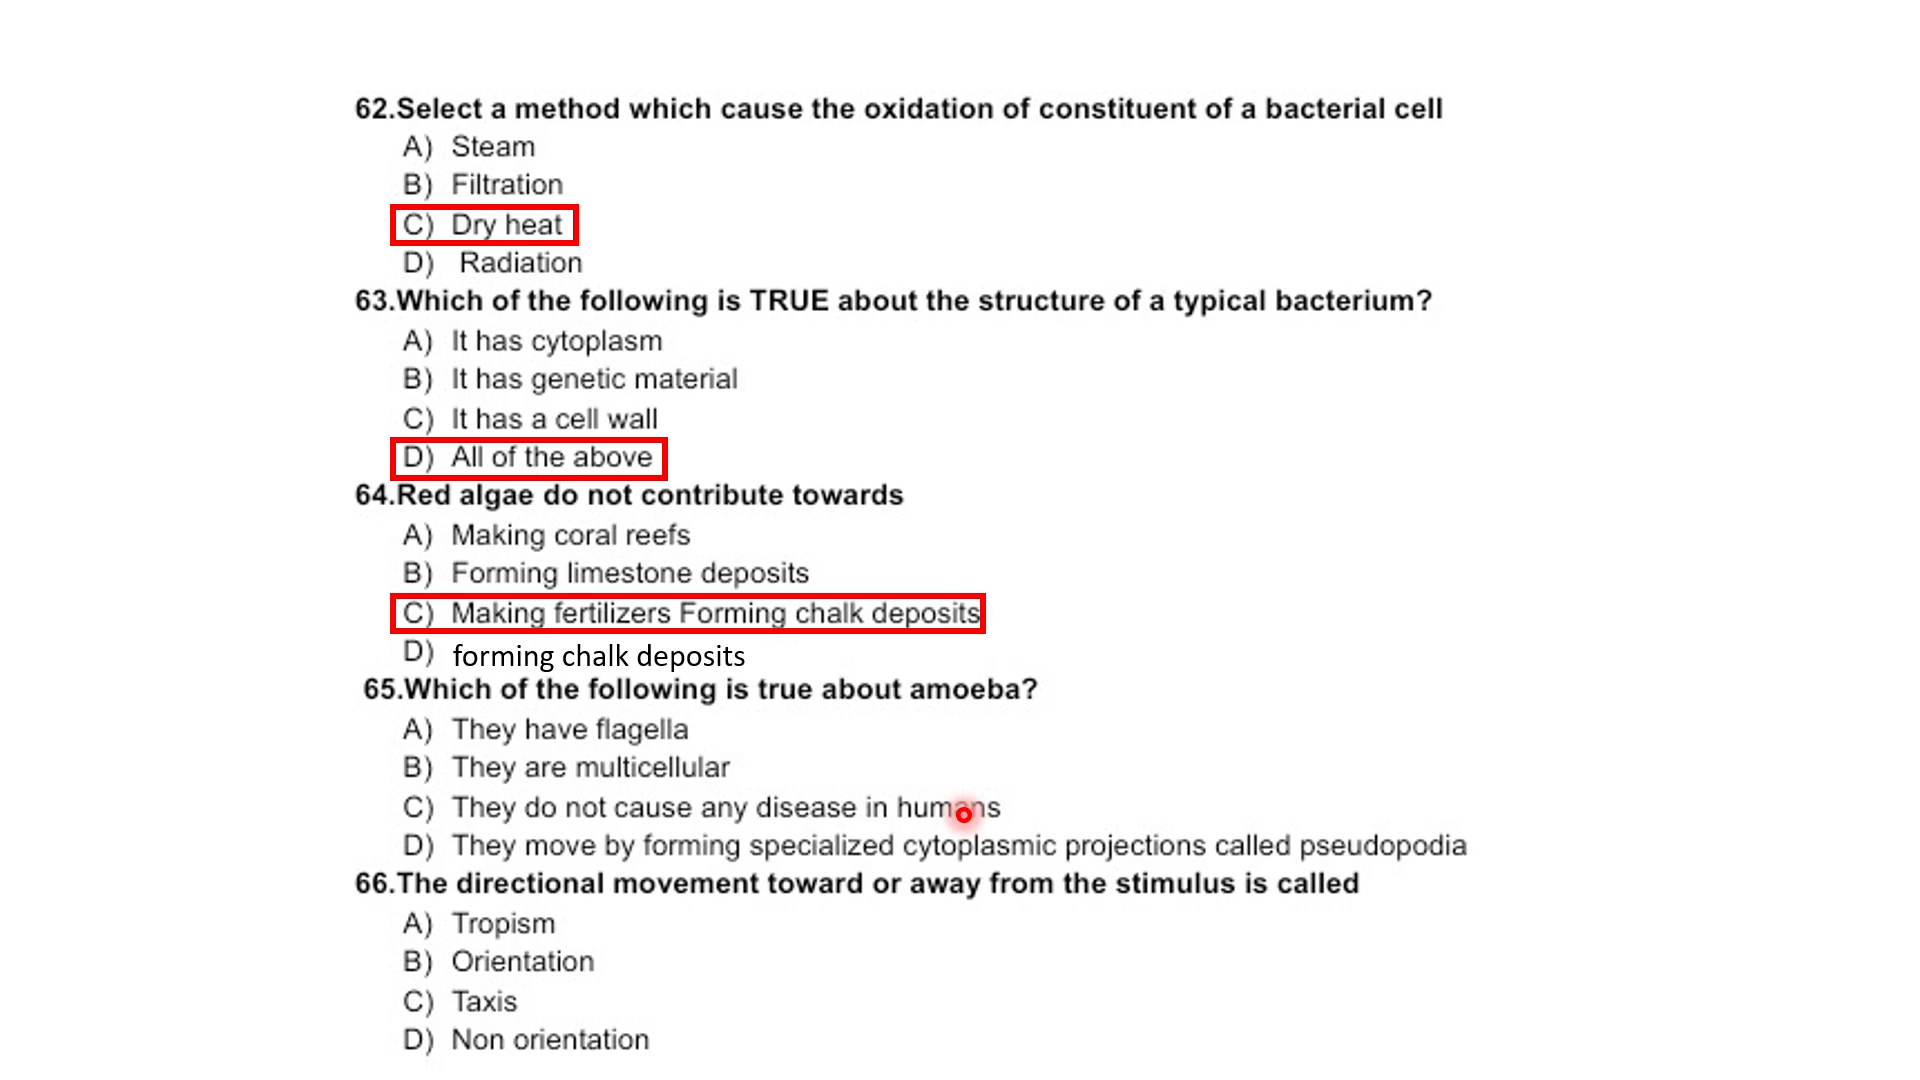 62.Select a method which cause the oxidation of constituent of a bacterial cell
A) Steam
B) Filtration
C) Dry heat
D) Radiation
63.Which of the following is TRUE about the structure of a typical bacterium?
A) It has cytoplasm
B) It has genetic material
C) It has a cell wall
D) All of the above
64.Red algae do not contribute towards
A) Making coral reefs
B) Forming limestone deposits
C) Making fertilizers Forming chalk deposits
D) forming chalk deposits
65.Which of the following is true about amoeba?
A) They have flagella
B) They are multicellular
C) They do not cause any disease in humans
D) They move by forming specialized cytoplasmic projections called pseudopodia
66.The directional movement toward or away from the stimulus is called
A) Tropism
B) Orientation
C) Taxis
D) Non orientation